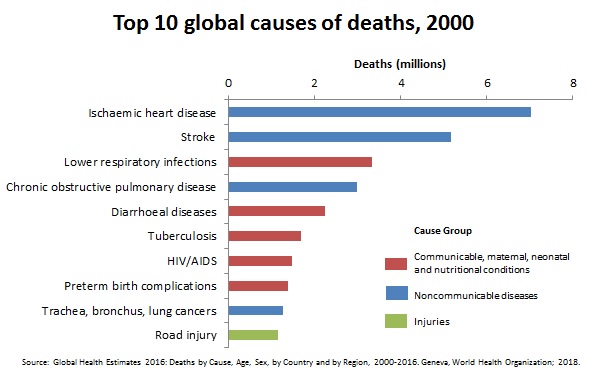 Top 10 global causes of deaths, 2000
Deaths (millions)
0 2 4 6 8
Ischaemic heart disease
Stroke
Lower respiratory infections
Chronic obstructive pulmonary disease
Diarrhoeal diseases
Tuberculosis
HIV/AIDS
Preterm birth complications
Trachea, bronchus, lung cancers
Road injury
Cause Group
Communicable, maternal, neonatal
and nutritional conditions
Noncommunicable diseases
Injuries
Source: Global Health Estimates 2016: Deaths by Cause, Age, Sex, by Country and by Region, 2000-2016. Geneva, World Health Organization; 2018.